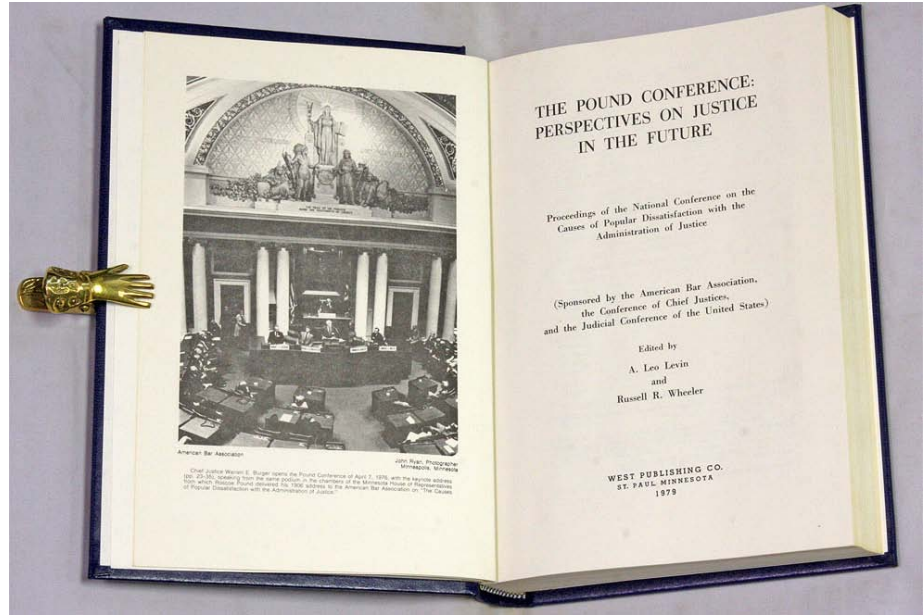 American Bar Association
John Ryan, Photographer
Minneapolis, Minnesota
Chief Justice Warren E. Burger opens the Pound Conference of April 7, 1976, with the keynote address
(pp. 23-35), speaking from the same podium in the chambers of the Minnesota House of Representatives
from which Roscoe Pound delivered his 1906 address to the American Bar Association on "The Causes
of Popular Dissatisfaction with the Administration of Justice."
THE POUND CONFERENCE:
PERSPECTIVES ON JUSTICE
IN THE FUTURE
Proceedings of the National Conference on the
Causes of Popular Dissatisfaction with the
Administration of Justice
(Sponsored by the American Bar Association,
the Conference of Chief Justices,
and the Judicial Conference of the United States)
Edited by
A. Leo Levin
and
Russell R. Wheeler
WEST PUBLISHING CO.
ST. PAUL MINNESOTA
1979